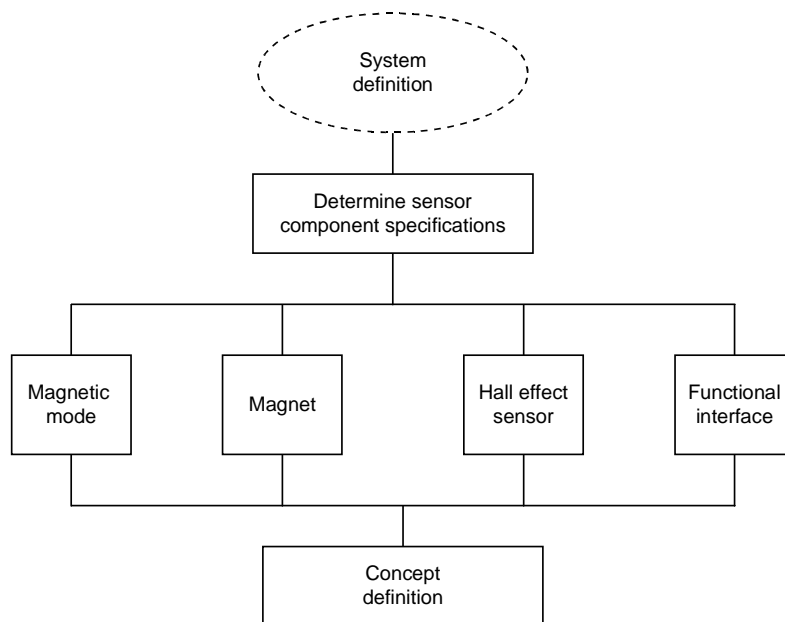 System
definition
Determine sensor
component specifications
Magnetic
mode
Magnet
Hall effect
sensor
Functional
interface
Concept
definition